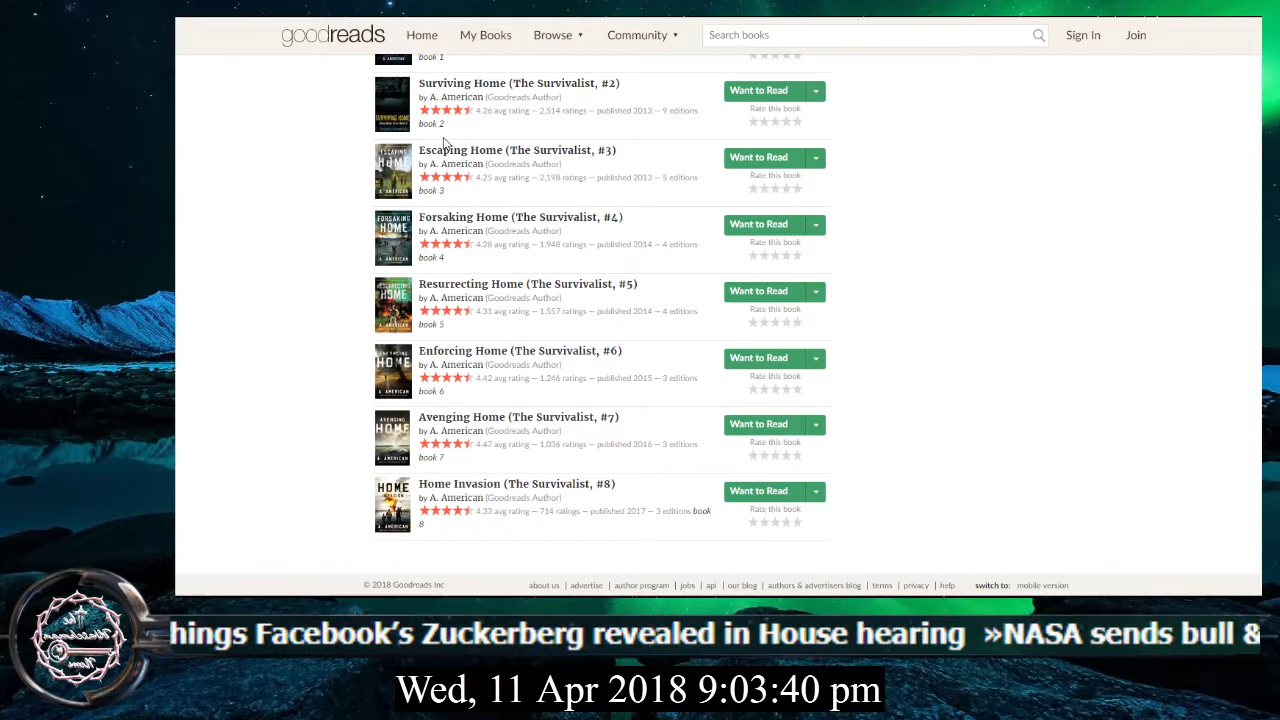 goodreads Home My Books Browse Community Search books Sign In Join
book 1
Surviving Home (The Survivalist, #2)
by A. American (Goodreads Author)
4.26 avg rating — 2,514 ratings — published 2013 — 9 editions
book 2
Want to Read
Rate this book
Escaping Home (The Survivalist, #3)
by A. American (Goodreads Author)
4.25 avg rating — 2,198 ratings — published 2013 — 5 editions
book 3
Want to Read
Rate this book
Forsaking Home (The Survivalist, #4)
by A. American (Goodreads Author)
4.28 avg rating — 1,948 ratings — published 2014 — 4 editions
book 4
Want to Read
Rate this book
Resurrecting Home (The Survivalist, #5)
by A. American (Goodreads Author)
4.31 avg rating — 1,557 ratings — published 2014 — 4 editions
book 5
Want to Read
Rate this book
Enforcing Home (The Survivalist, #6)
by A. American (Goodreads Author)
4.42 avg rating — 1,246 ratings — published 2015 — 3 editions
book 6
Want to Read
Rate this book
Avenging Home (The Survivalist, #7)
by A. American (Goodreads Author)
4.47 avg rating — 1,036 ratings — published 2016 — 3 editions
book 7
Want to Read
Rate this book
Home Invasion (The Survivalist, #8)
by A. American (Goodreads Author)
4.33 avg rating — 714 ratings — published 2017 — 3 editions book
8
Want to Read
Rate this book
© 2018 Goodreads Inc about us | advertise | author program | jobs | api | our blog | authors & advertisers blog | terms | privacy | help switch to: mobile version
hings Facebook's Zuckerberg revealed in House hearing »NASA sends bull &
Wed, 11 Apr 2018 9:03:40 pm